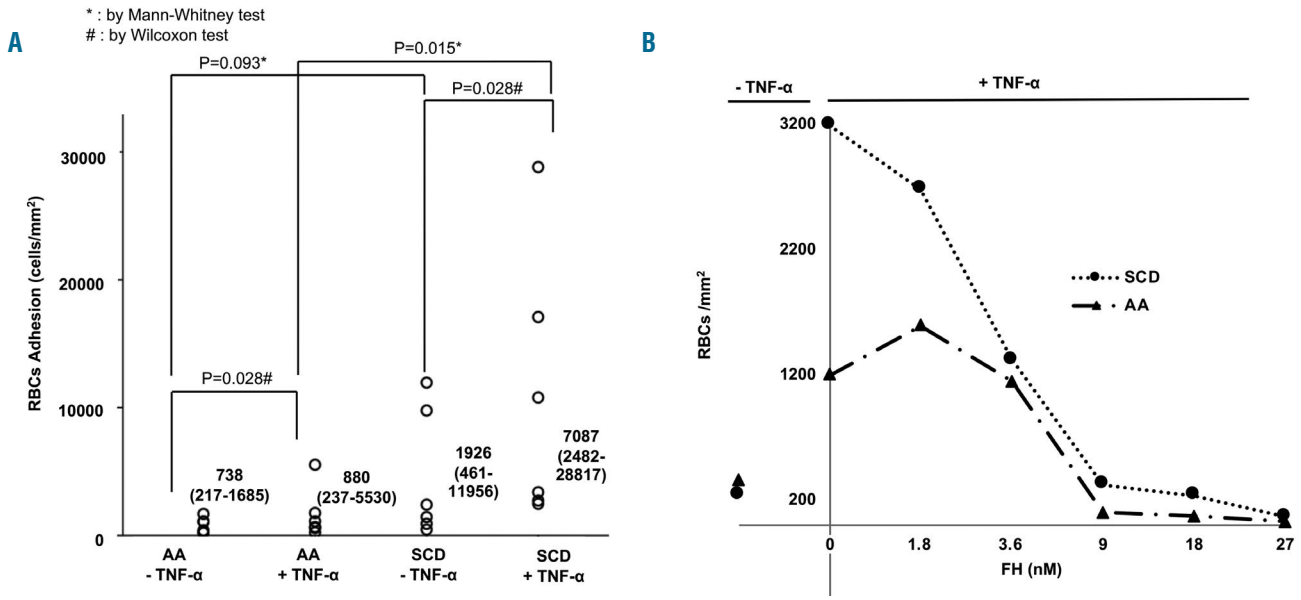 * : by Mann-Whitney test
# : by Wilcoxon test
A
P=0.015*
P=0.093*
P=0.028#
P=0.028#
RBCs Adhesion (cells/mm²)
30000
20000
10000
0
738
(217-1685)
880
(237-5530)
1926
(461-
11956)
7087
(2482-
28817)
AA
- TNF-α
AA
+ TNF-α
SCD
- TNF-α
SCD
+ TNF-α
B
- TNF-α
+ TNF-α
RBCs /mm²
3200
2200
1200
200
SCD
AA
0
1.8
3.6
9
18
27
FH (nM)